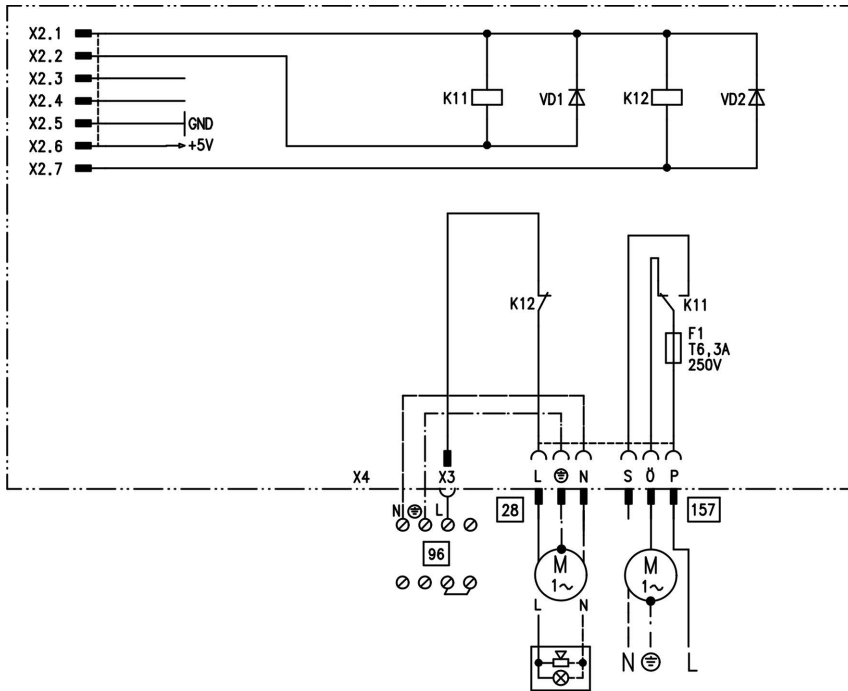 X2.1
X2.2
X2.3
X2.4
X2.5 GND
X2.6 +5V
X2.7
K11 VD1 K12 VD2
K12 K11
F1
T6,3A
250V
X4 X3 L N S Ö P
N L 28 157
96
M M
1~ 1~
L N
N L